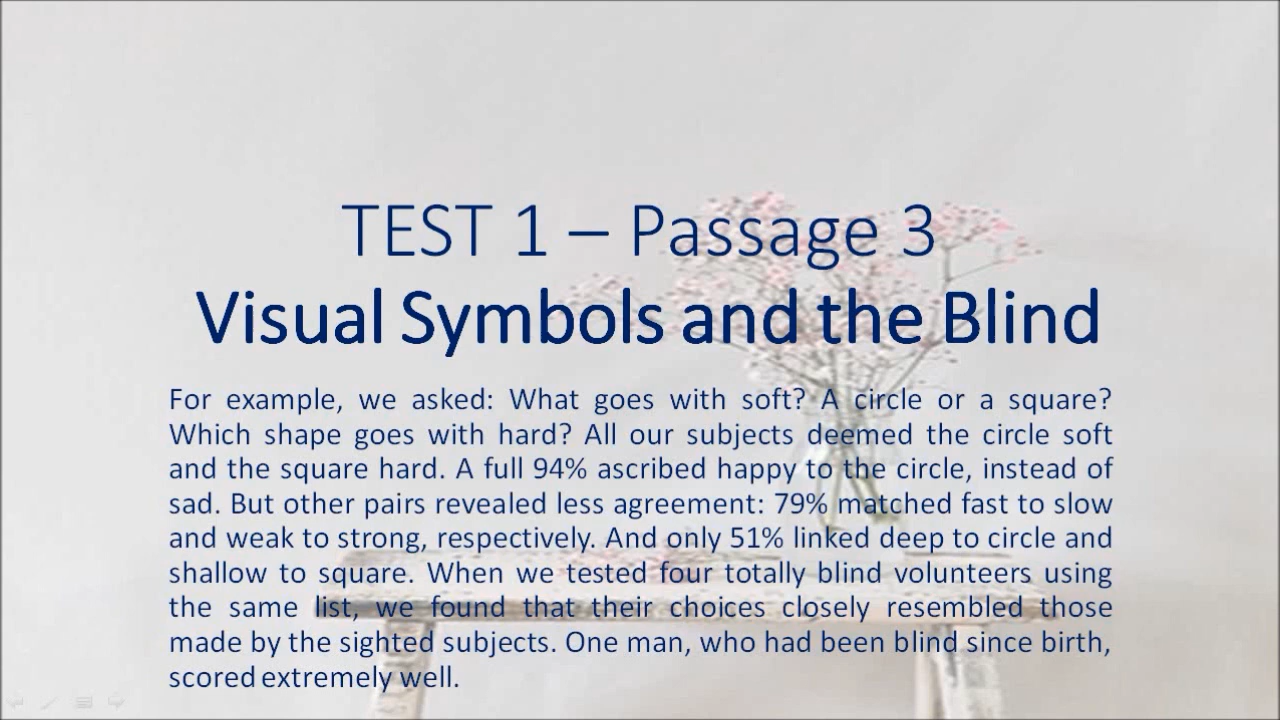 TEST 1 – Passage 3
Visual Symbols and the Blind
For example, we asked: What goes with soft? A circle or a square?
Which shape goes with hard? All our subjects deemed the circle soft
and the square hard. A full 94% ascribed happy to the circle, instead of
sad. But other pairs revealed less agreement: 79% matched fast to slow
and weak to strong, respectively. And only 51% linked deep to circle and
shallow to square. When we tested four totally blind volunteers using
the same list, we found that their choices closely resembled those
made by the sighted subjects. One man, who had been blind since birth,
scored extremely well.